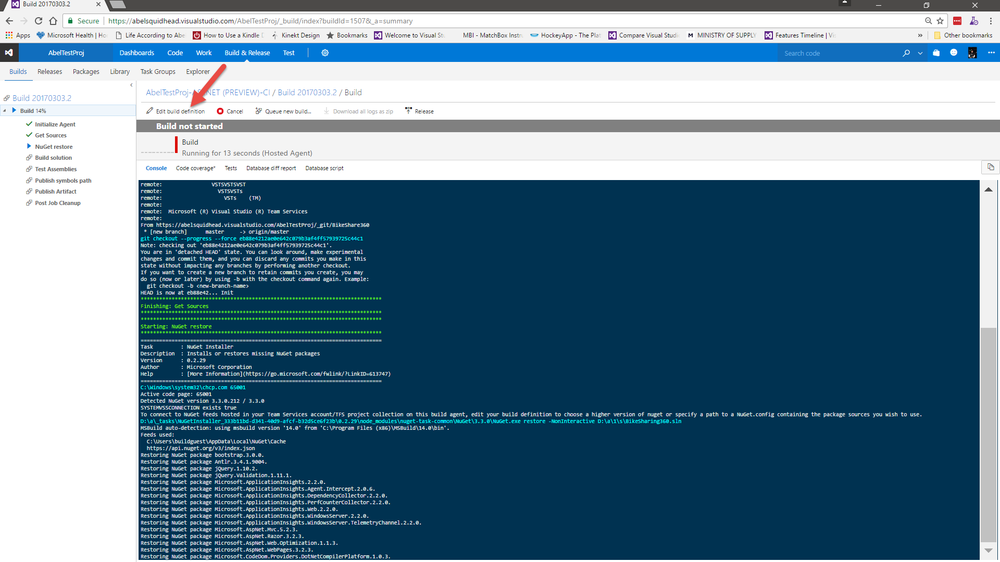 Build 20170303.2
Secure https://abelsquidhead.visualstudio.com/AbelTestProj/_build/index?buildId=1507&_a=summary
Apps Microsoft Health | Ho Life According to Abe How to Use a Kindle D Kinekt Design Bookmarks Welcome to Visual Stu MBI - MatchBox Instru HockeyApp - The Plat Compare Visual Studio MINISTRY OF SUPPLY Features Timeline | Vis » Other bookmarks
AbelTestProj Dashboards Code Work Build & Release Test Search code
Builds Releases Packages Library Task Groups Explorer
Build 20170303.2
Build 14%
Initialize Agent
Get Sources
NuGet restore
Build solution
Test Assemblies
Publish symbols path
Publish Artifact
Post Job Cleanup
(PREVIEW)-CI / Build 20170303.2 / Build
Edit build definition Cancel Queue new build... Download all logs as zip Release
Build not started
Build
Running for 13 seconds (Hosted Agent)
Console Code coverage* Tests Database diff report Database script
remote: VSTSVSTSVST
remote: VSTSVSTs
remote: VSTs (TM)
remote:
remote: Microsoft (R) Visual Studio (R) Team Services
remote:
From https://abelsquidhead.visualstudio.com/AbelTestProj/_git/BikeShare360
* [new branch] master -> origin/master
git checkout --progress --force eb88e4212ae0e642c079b3af4ff57939725c44c1
Note: checking out 'eb88e4212ae0e642c079b3af4ff57939725c44c1'.
You are in 'detached HEAD' state. You can look around, make experimental
changes and commit them, and you can discard any commits you make in this
state without impacting any branches by performing another checkout.
If you want to create a new branch to retain commits you create, you may
do so (now or later) by using -b with the checkout command again. Example:
git checkout -b <new-branch-name>
HEAD is now at eb88e42... Init
******************************************************************************
Finishing: Get Sources
******************************************************************************
******************************************************************************
Starting: NuGet restore
******************************************************************************
==============================================================================
Task : NuGet Installer
Description : Installs or restores missing NuGet packages
Version : 0.2.29
Author : Microsoft Corporation
Help : [More Information](https://go.microsoft.com/fwlink/?LinkID=613747)
==============================================================================
C:\Windows\system32\chcp.com 65001
Active code page: 65001
Detected NuGet version 3.3.0.212 / 3.3.0
SYSTEMVSSCONNECTION exists true
To connect to NuGet feeds hosted in your Team Services account/TFS project collection on this build agent, edit your build definition to choose a higher version of nuget or specify a path to a NuGet.config containing the package sources you wish to use.
D:\a\_tasks\NuGetInstaller_333b11bd-d341-40d9-afcf-b32d5ce6f23b\0.2.29\node_modules\nuget-task-common\NuGet\3.3.0\NuGet.exe restore -NonInteractive D:\a\1\s\BikeSharing360.sln
MSBuild auto-detection: using msbuild version '14.0' from 'C:\Program Files (x86)\MSBuild\14.0\bin'.
Feeds used:
C:\Users\buildguest\AppData\Local\NuGet\Cache
https://api.nuget.org/v3/index.json
Restoring NuGet package bootstrap.3.0.0.
Restoring NuGet package Antlr.3.4.1.9004.
Restoring NuGet package jQuery.1.10.2.
Restoring NuGet package jQuery.Validation.1.11.1.
Restoring NuGet package Microsoft.ApplicationInsights.2.2.0.
Restoring NuGet package Microsoft.ApplicationInsights.Agent.Intercept.2.0.6.
Restoring NuGet package Microsoft.ApplicationInsights.DependencyCollector.2.2.0.
Restoring NuGet package Microsoft.ApplicationInsights.PerfCounterCollector.2.2.0.
Restoring NuGet package Microsoft.ApplicationInsights.Web.2.2.0.
Restoring NuGet package Microsoft.ApplicationInsights.WindowsServer.2.2.0.
Restoring NuGet package Microsoft.ApplicationInsights.WindowsServer.TelemetryChannel.2.2.0.
Restoring NuGet package Microsoft.AspNet.Mvc.5.2.3.
Restoring NuGet package Microsoft.AspNet.Razor.3.2.3.
Restoring NuGet package Microsoft.AspNet.Web.Optimization.1.1.3.
Restoring NuGet package Microsoft.AspNet.WebPages.3.2.3.
Restoring NuGet package Microsoft.CodeDom.Providers.DotNetCompilerPlatform.1.0.3.